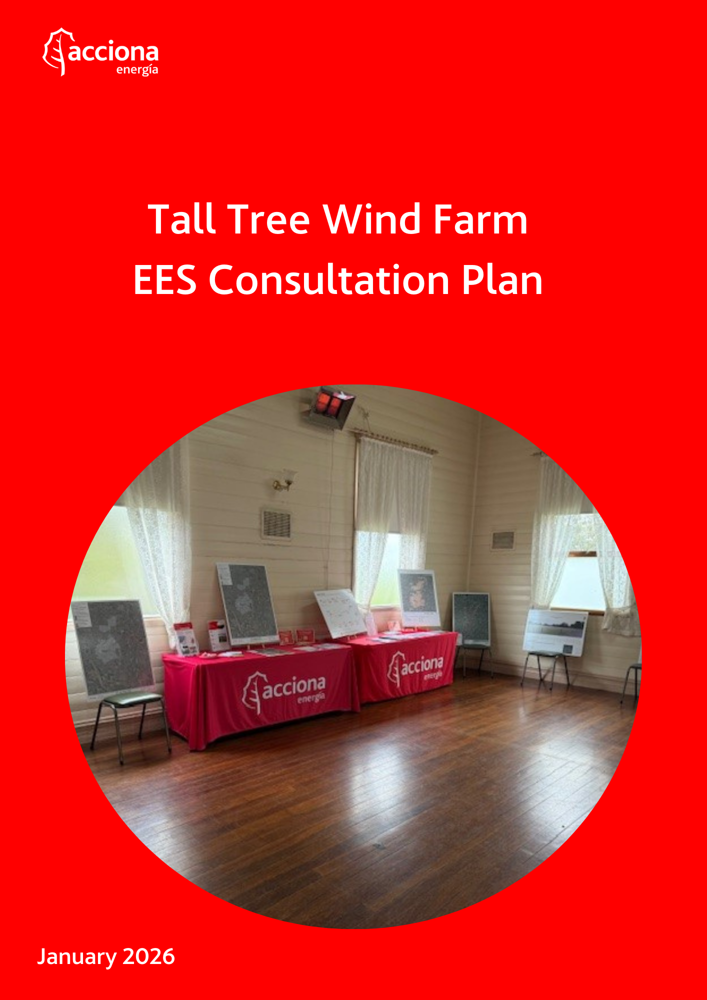 acciona
energía
Tall Tree Wind Farm
EES Consultation Plan
acciona
energía
acciona
energía
January 2026